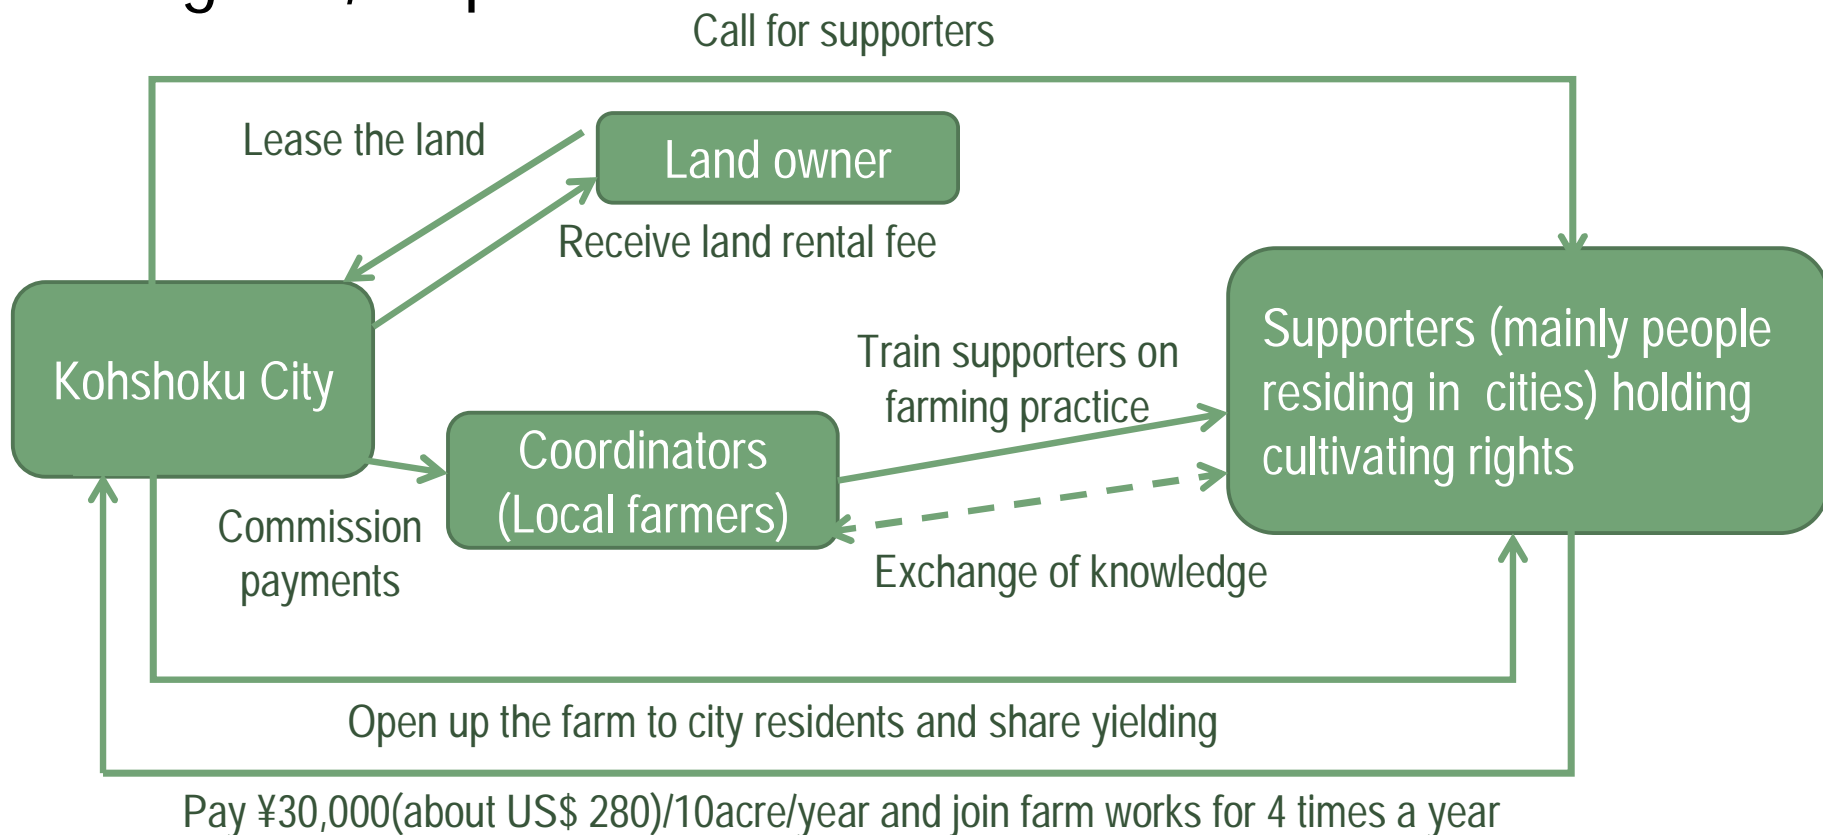 Call for supporters
Lease the land
Land owner
Receive land rental fee
Kohshoku City
Train supporters on
farming practice
Supporters (mainly people
residing in  cities) holding
cultivating rights
Coordinators
(Local farmers)
Commission
payments
Exchange of knowledge
Open up the farm to city residents and share yielding
Pay ¥30,000(about US$ 280)/10acre/year and join farm works for 4 times a year